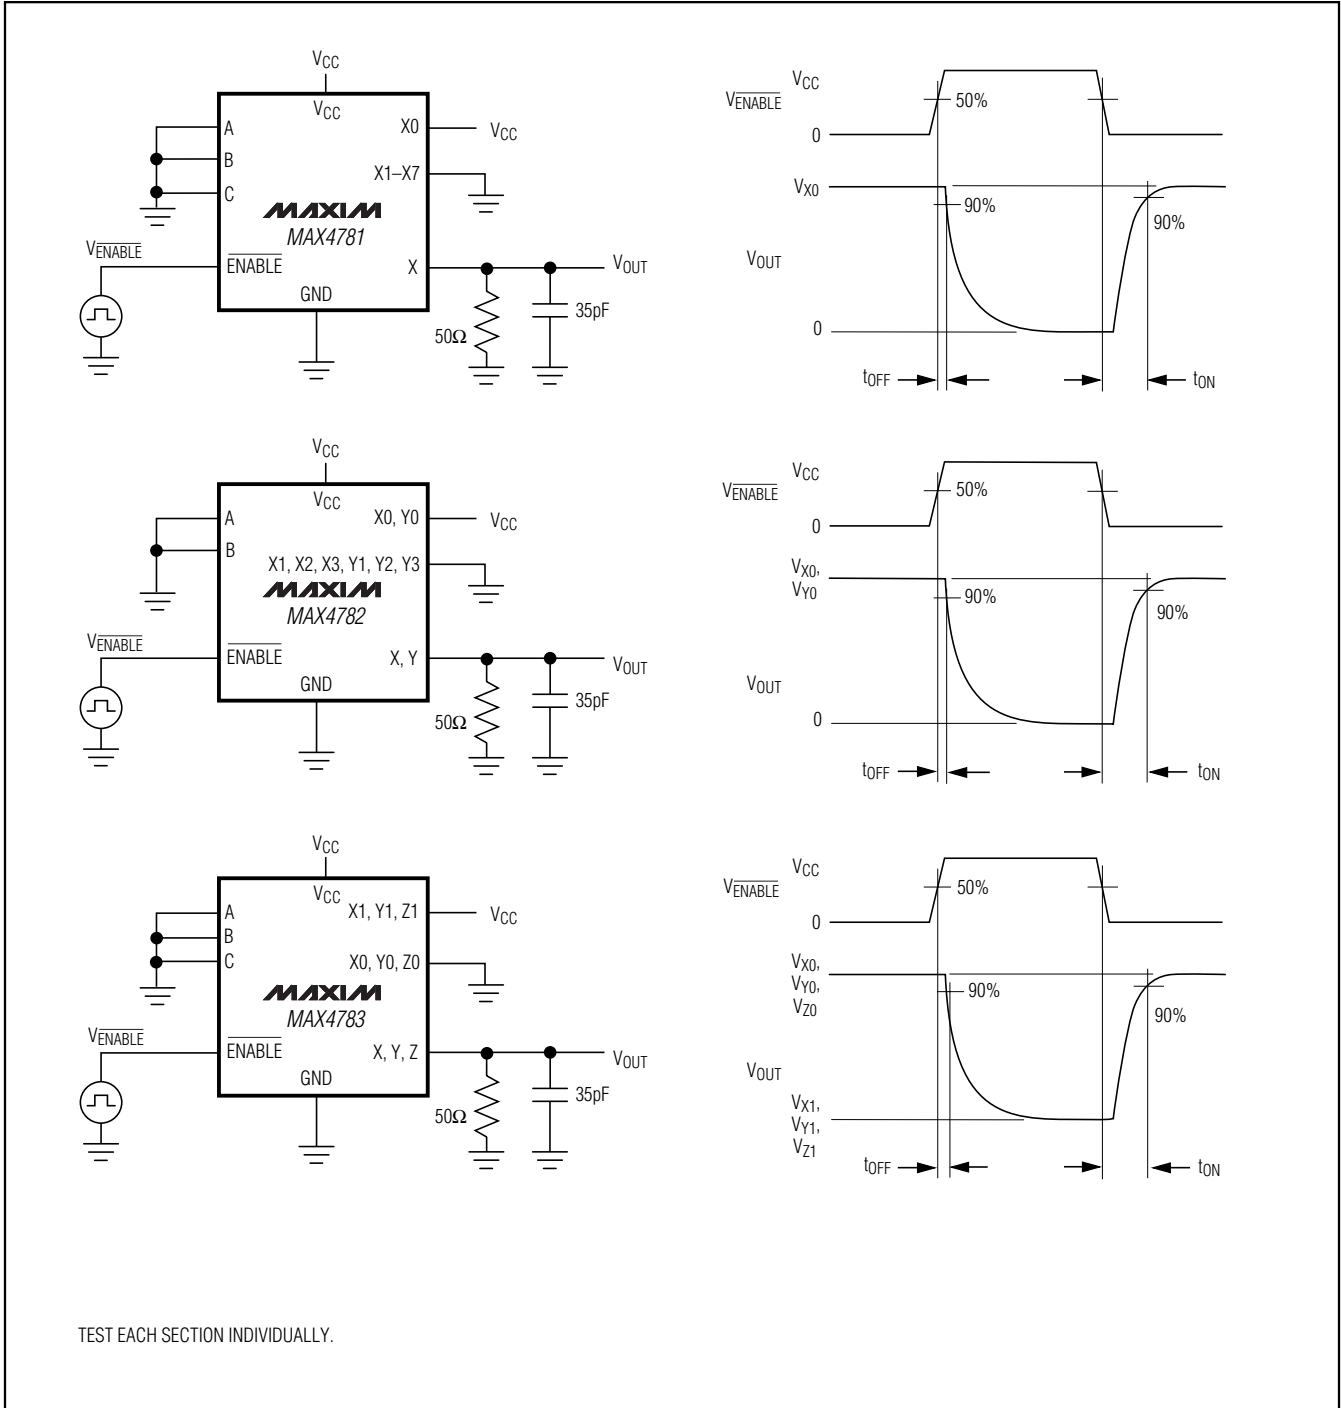 VCC
VCC
A
X0
VCC
B
X1–X7
C
MAXIM
MAX4781
VENABLE
ENABLE
X
VOUT
GND
50Ω
35pF
VCC
VENABLE
50%
0
VX0
90%
90%
VOUT
0
tOFF
tON
VCC
VCC
A
X0, Y0
VCC
B
X1, X2, X3, Y1, Y2, Y3
MAXIM
MAX4782
VENABLE
ENABLE
X, Y
VOUT
GND
50Ω
35pF
VCC
VENABLE
50%
0
VX0,
VY0
90%
90%
VOUT
0
tOFF
tON
VCC
VCC
A
X1, Y1, Z1
VCC
B
C
X0, Y0, Z0
MAXIM
MAX4783
VENABLE
ENABLE
X, Y, Z
VOUT
GND
50Ω
35pF
VCC
VENABLE
50%
0
VX0,
VY0,
VZ0
90%
90%
VOUT
VX1,
VY1,
VZ1
tOFF
tON
TEST EACH SECTION INDIVIDUALLY.